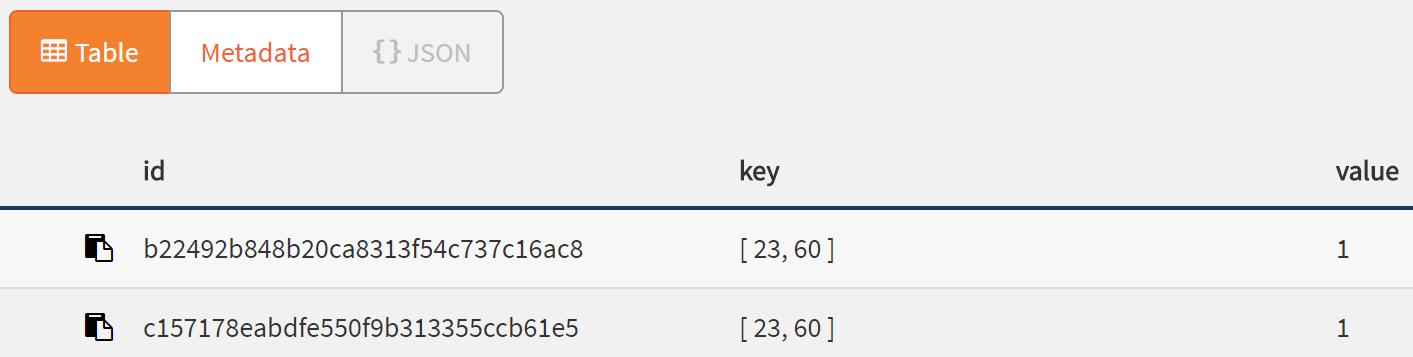 Table Metadata {} JSON
id key value
b22492b848b20ca8313f54c737c16ac8 [ 23, 60 ] 1
c157178eabdfe550f9b313355ccb61e5 [ 23, 60 ] 1